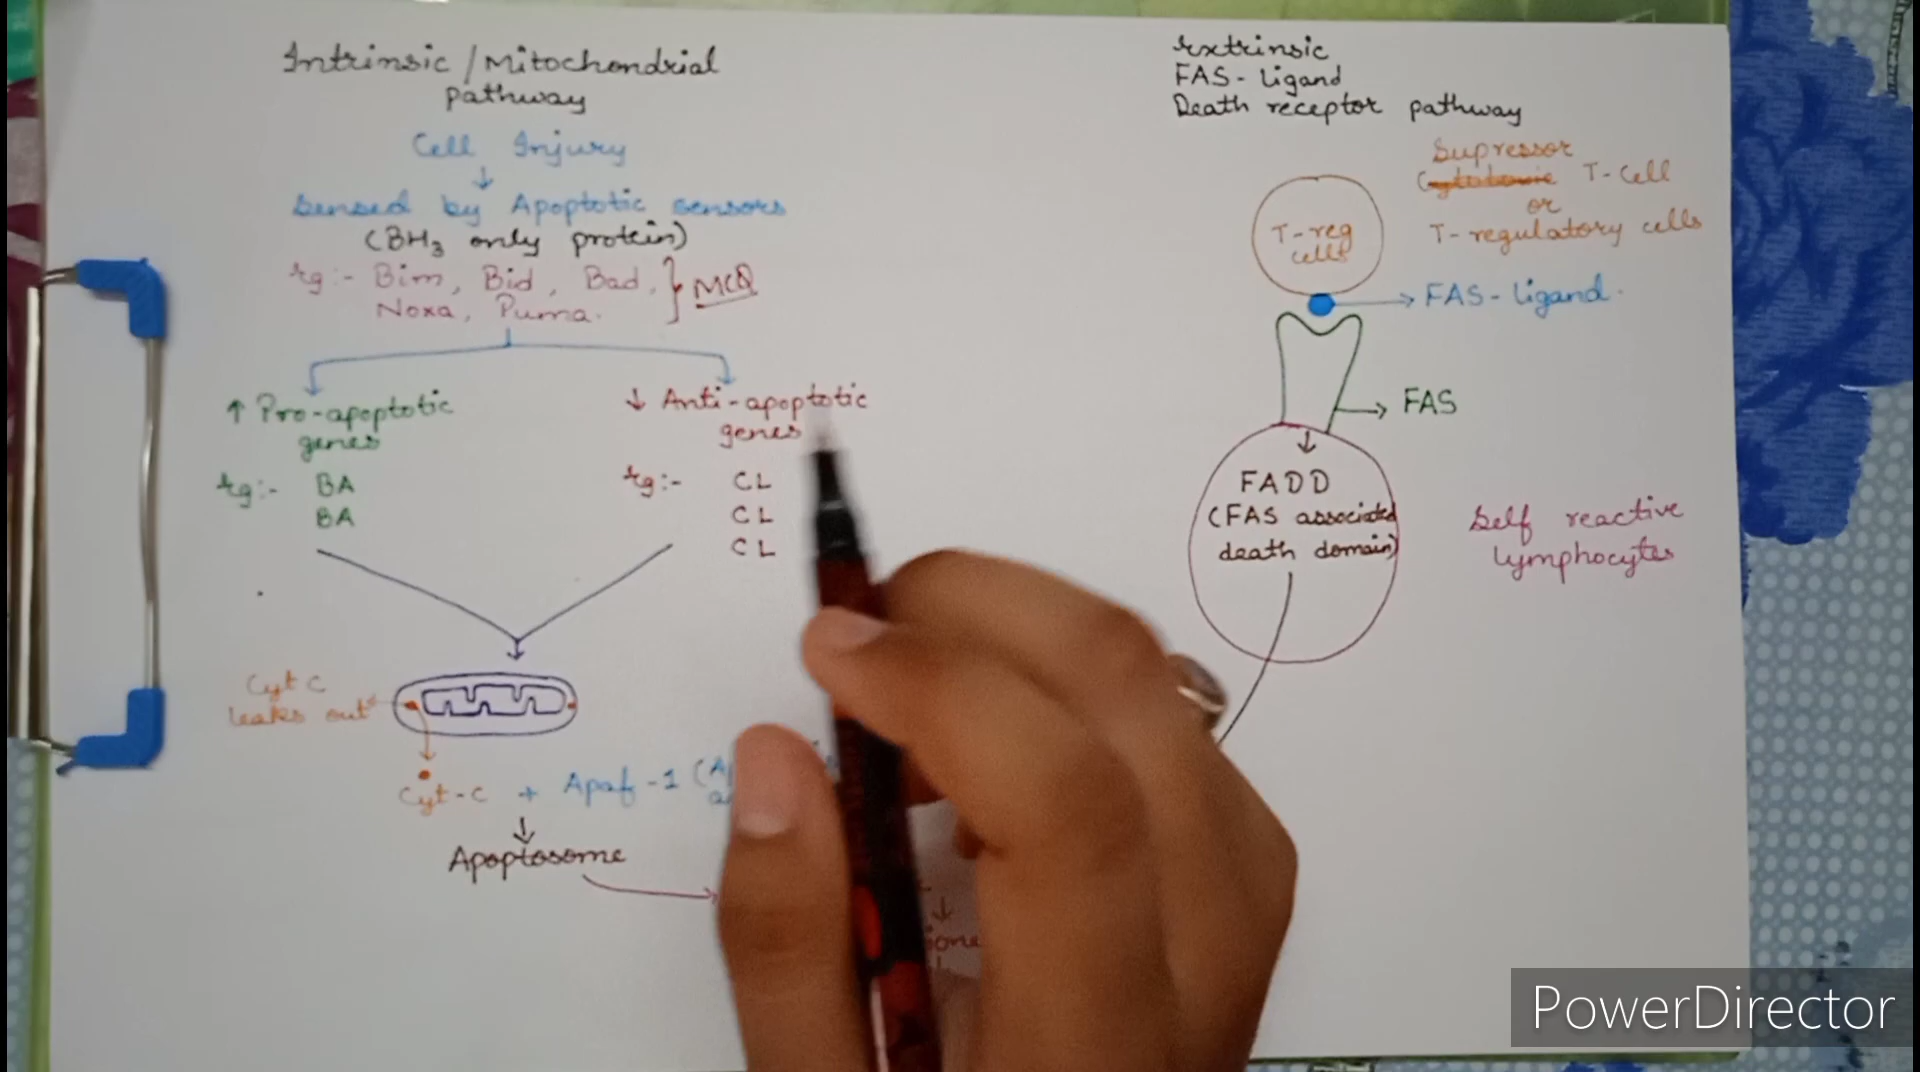 Intrinsic / Mitochondrial
pathway
Cell Injury
↓
Sensed by Apoptotic sensors
(BH3 only protein)
Eg:- Bim, Bid, Bad,
Noxa, Puma.
MCQ
↑ Pro-apoptotic
genes
Eg:- BA
BA
↓ Anti-apoptotic
genes
Eg:- CL
CL
CL
Cyt C
leaks out
Cyt-C + Apaf-1 (
↓
Apoptosome
Extrinsic
FAS-Ligand
Death receptor pathway
Supressor
T-Cell
or
T-regulatory cells
T-reg
cells
FAS-Ligand.
FAS
↓
FADD
(FAS associated
death domain)
Self reactive
lymphocytes
PowerDirector